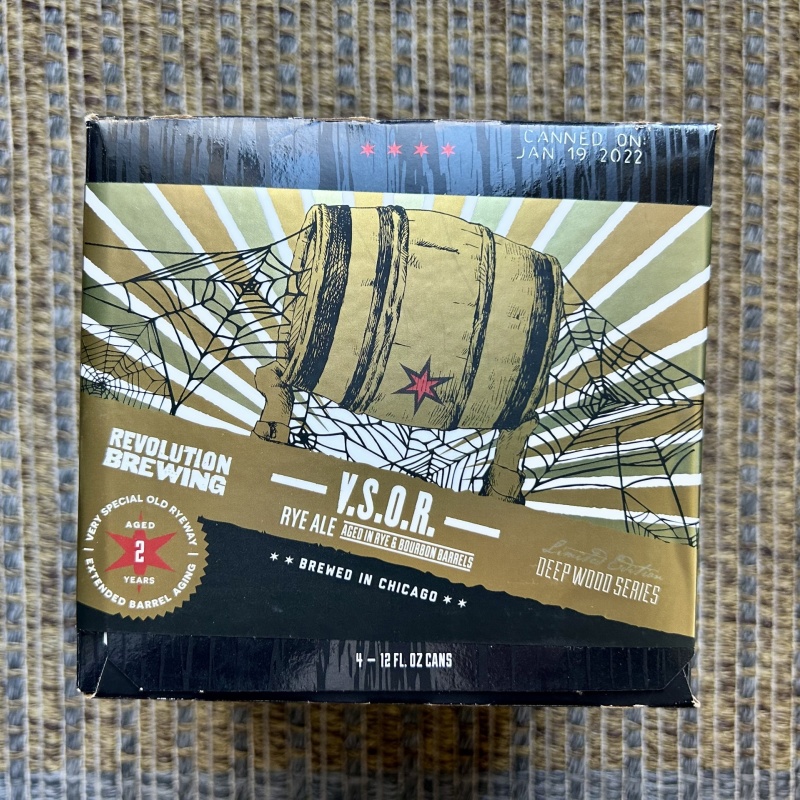 CANNED ON:
JAN 19 2022
REVOLUTION
BREWING
V.S.O.R.
RYE ALE AGED IN RYE & BOURBON BARRELS
★ ★ BREWED IN CHICAGO ★ ★
VERY SPECIAL OLD RYEWAY
AGED
2
YEARS
EXTENDED BARREL AGING
Limited Edition
DEEP WOOD SERIES
4 – 12 FL. OZ CANS